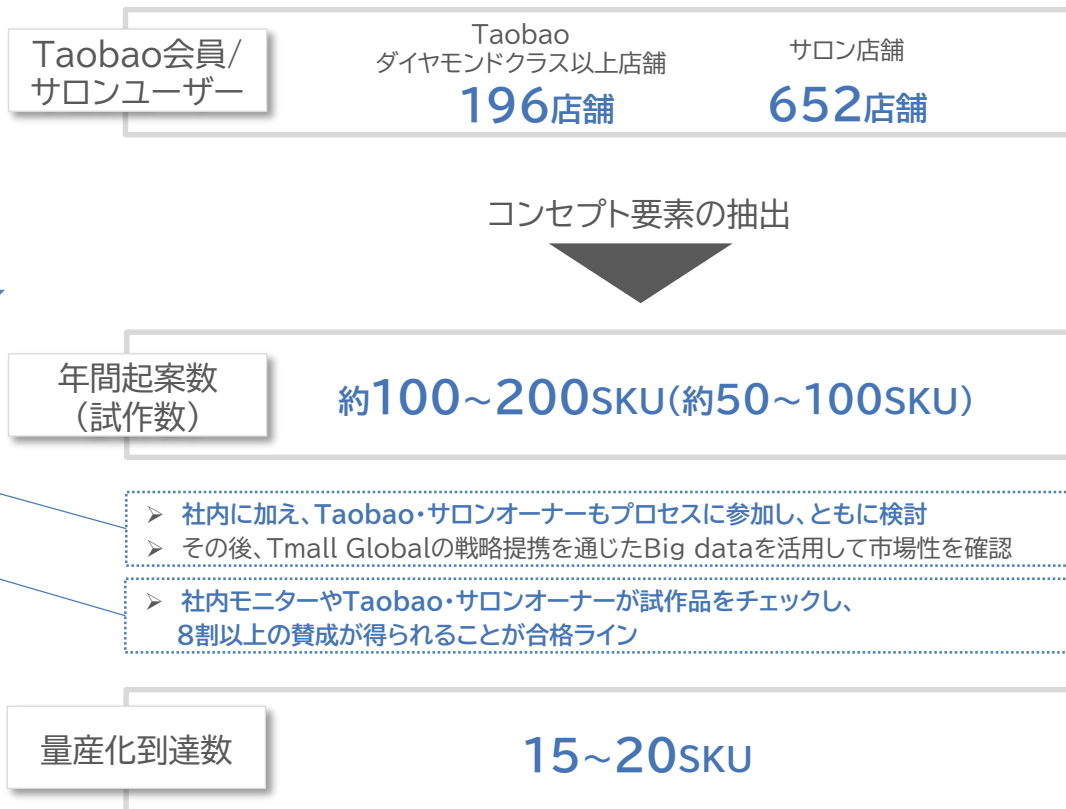 Taobao会員/
サロンユーザー
Taobao
ダイヤモンドクラス以上店舗
196店舗
サロン店舗
652店舗
コンセプト要素の抽出
年間起案数
（試作数）
約100～200SKU(約50～100SKU)
➢ 社内に加え、Taobao・サロンオーナーもプロセスに参加し、ともに検討
➢ その後、Tmall Globalの戦略提携を通じたBig dataを活用して市場性を確認
➢ 社内モニターやTaobao・サロンオーナーが試作品をチェックし、
8割以上の賛成が得られることが合格ライン
量産化到達数
15～20SKU